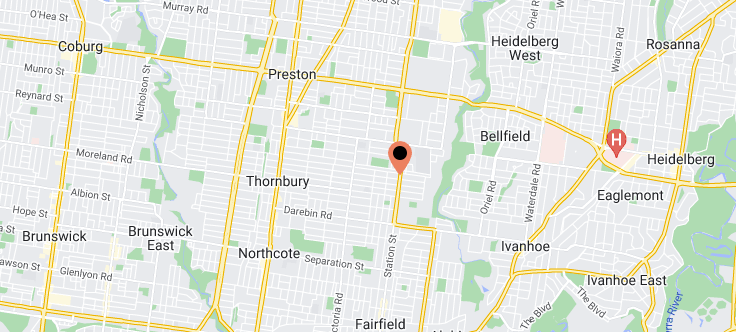 O'Hea St
Murray Rd
Oriel Rd
Waiora Rd
Coburg
Heidelberg
West
Rosanna
Munro St
Preston
Nicholson St
Reynard St
Bellfield
H
Moreland Rd
Heidelberg
Thornbury
Albion St
Oriel Rd
Waterdale Rd
Eaglemont
Hope St
Darebin Rd
Brunswick
Brunswick
East
Station St
Ivanhoe
Northcote
Separation St
Glenlyon Rd
Ivanhoe East
The Blvd
The Blvd
Fairfield